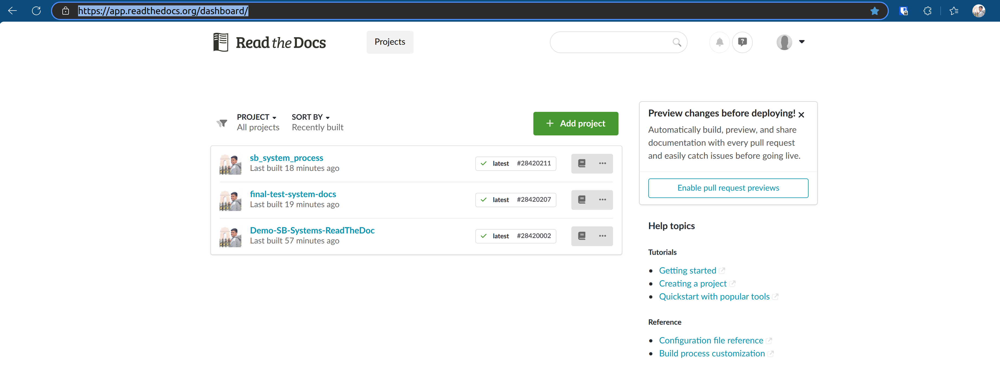 https://app.readthedocs.org/dashboard/
Read the Docs
Projects
PROJECT
All projects
SORT BY
Recently built
+ Add project
sb_system_process
Last built 18 minutes ago
latest #28420211
final-test-system-docs
Last built 19 minutes ago
latest #28420207
Demo-SB-Systems-ReadTheDoc
Last built 57 minutes ago
latest #28420002
Preview changes before deploying!
Automatically build, preview, and share
documentation with every pull request
and easily catch issues before going live.
Enable pull request previews
Help topics
Tutorials
Getting started
Creating a project
Quickstart with popular tools
Reference
Configuration file reference
Build process customization